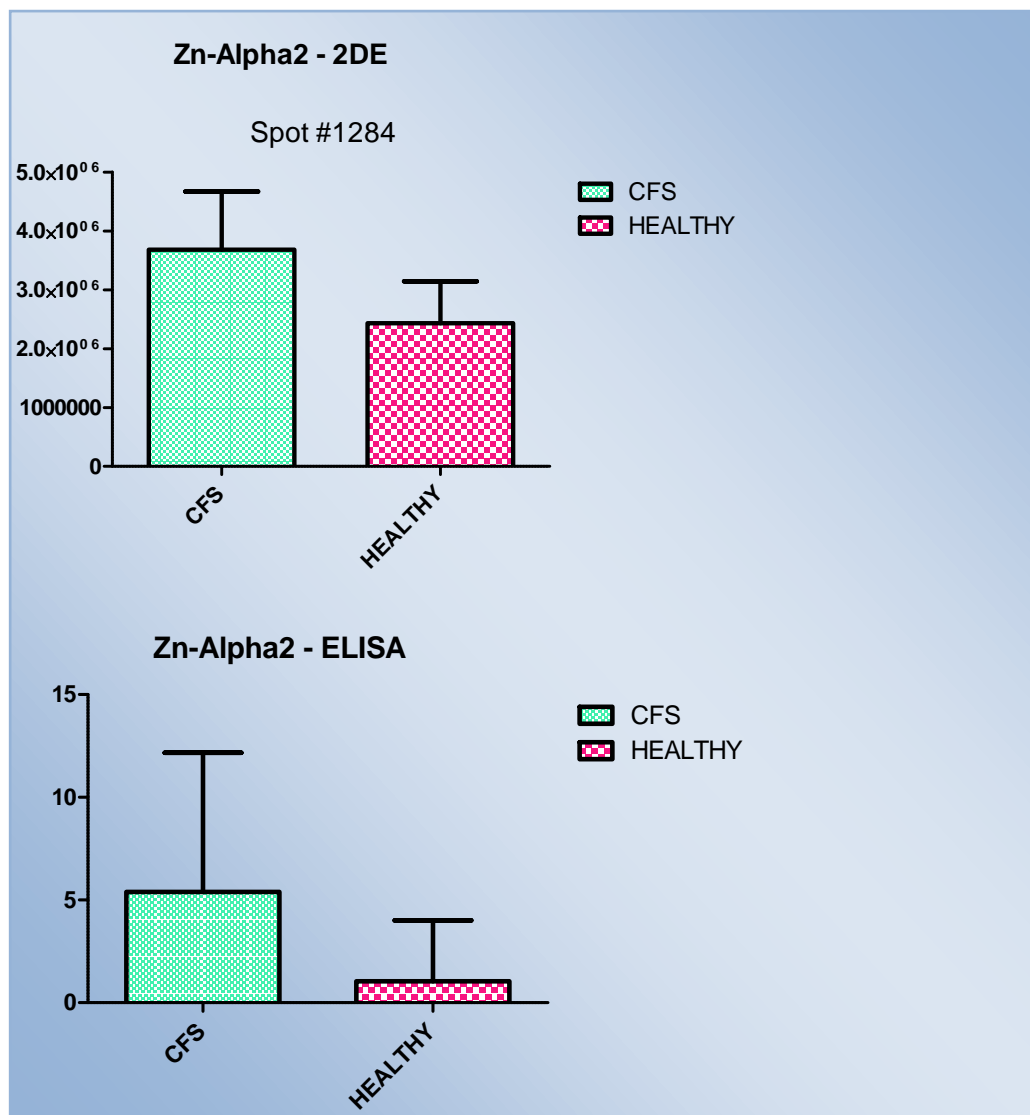 Zn-Alpha2 - 2DE
Spot #1284
5.0×10⁰⁶
4.0×10⁰⁶
3.0×10⁰⁶
2.0×10⁰⁶
1000000
0
CFS
HEALTHY
CFS
HEALTHY
Zn-Alpha2 - ELISA
15
10
5
0
CFS
HEALTHY
CFS
HEALTHY